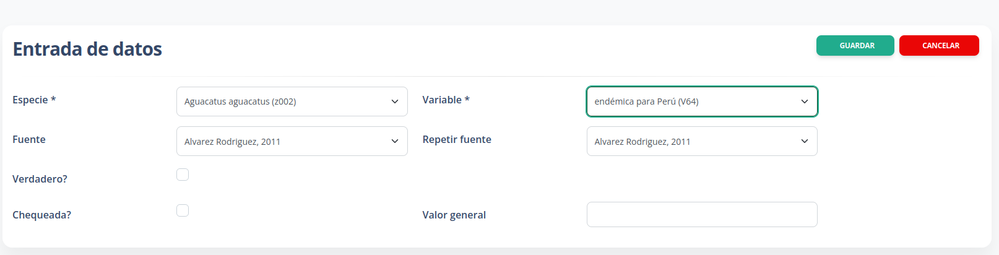 Entrada de datos
GUARDAR
CANCELAR
Especie *
Aguacatus aguacatus (z002)
Variable *
endémica para Perú (V64)
Fuente
Alvarez Rodriguez, 2011
Repetir fuente
Alvarez Rodriguez, 2011
Verdadero?
Chequeada?
Valor general